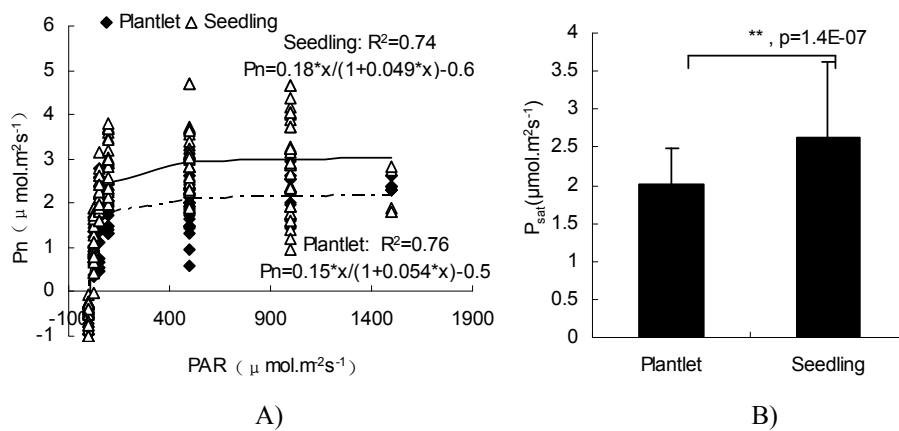 Plantlet Seedling
Seedling: R²=0.74
Pn=0.18*x/(1+0.049*x)-0.6
Plantlet: R²=0.76
Pn=0.15*x/(1+0.054*x)-0.5
Pn（ μ mol.m²s⁻¹）
6
5
4
3
2
1
0
-1
-100 400 900 1400 1900
PAR（ μ mol.m²s⁻¹）
A)
** , p=1.4E-07
Psat(μmol.m²s⁻¹)
4
3.5
3
2.5
2
1.5
1
0.5
0
Plantlet Seedling
B)